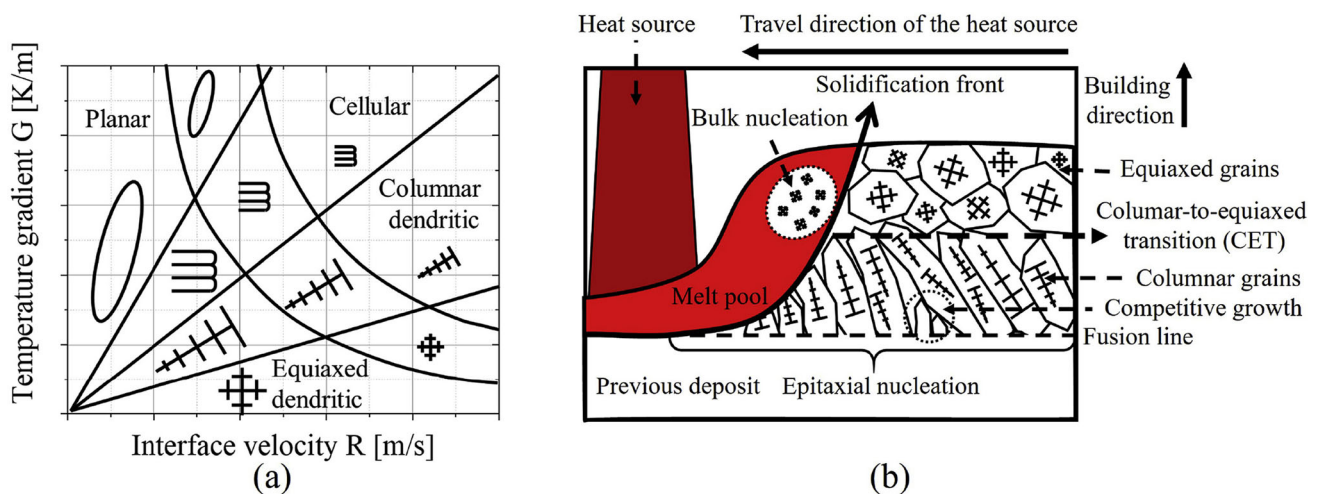 Temperature gradient G [K/m]
Planar
Cellular
Columnar
dendritic
Equiaxed
dendritic
Interface velocity R [m/s]
(a)
Heat source
Travel direction of the heat source
Solidification front
Building
direction
Bulk nucleation
Equiaxed grains
Columar-to-equiaxed
transition (CET)
Columnar grains
Melt pool
Competitive growth
Fusion line
Previous deposit
Epitaxial nucleation
(b)